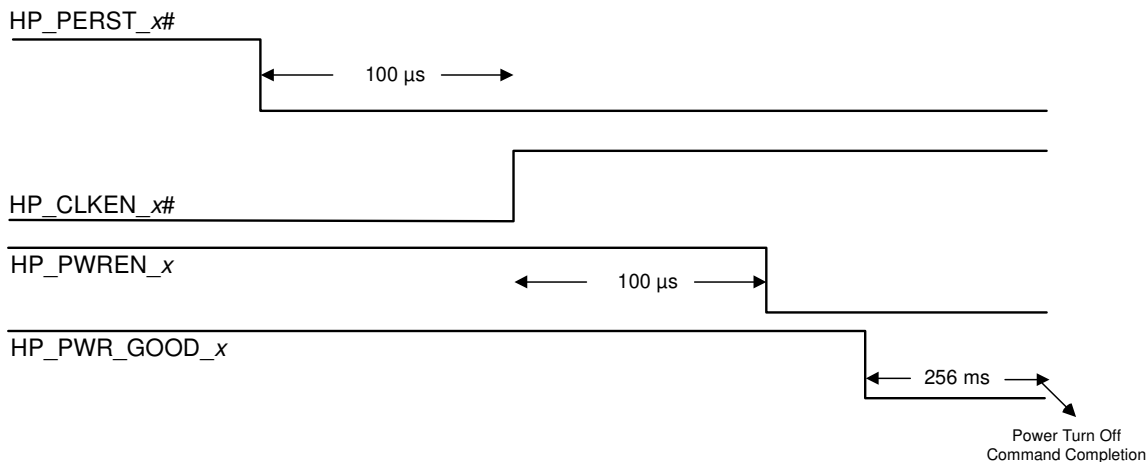 HP_PERST_x#
100 µs
HP_CLKEN_x#
HP_PWREN_x
100 µs
HP_PWR_GOOD_x
256 ms
Power Turn Off
Command Completion